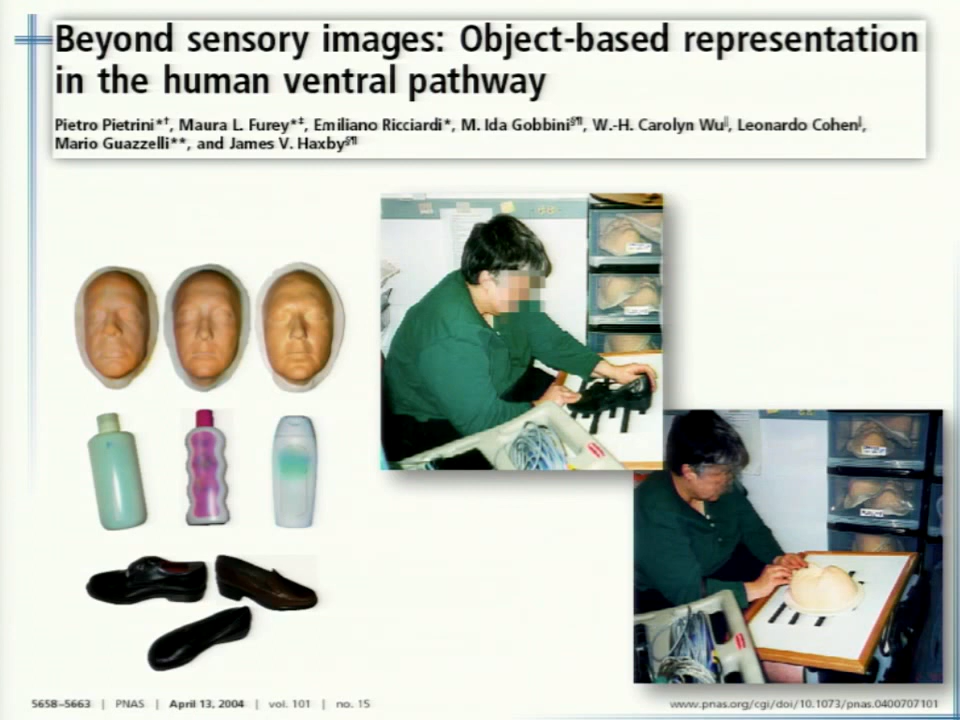 Beyond sensory images: Object-based representation
in the human ventral pathway
Pietro Pietrini*†, Maura L. Furey*‡, Emiliano Ricciardi*, M. Ida Gobbini§¶, W.-H. Carolyn Wu‖, Leonardo Cohen‖,
Mario Guazzelli**, and James V. Haxby§¶
5658–5663 | PNAS | April 13, 2004 | vol. 101 | no. 15
www.pnas.org/cgi/doi/10.1073/pnas.0400707101